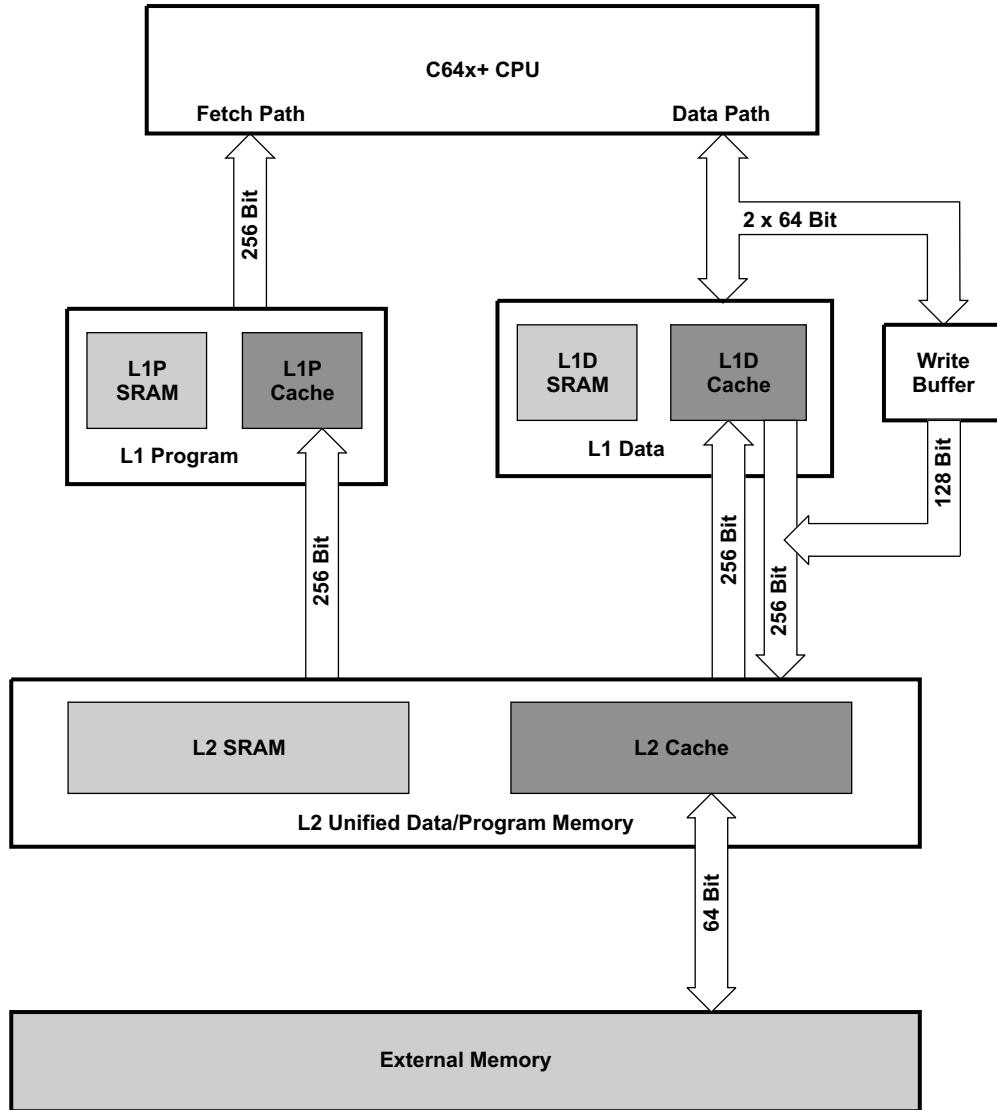 C64x+ CPU
Fetch Path
Data Path
256 Bit
2 x 64 Bit
L1P
SRAM
L1P
Cache
L1 Program
L1D
SRAM
L1D
Cache
L1 Data
Write
Buffer
128 Bit
256 Bit
256 Bit
256 Bit
L2 SRAM
L2 Cache
L2 Unified Data/Program Memory
64 Bit
External Memory